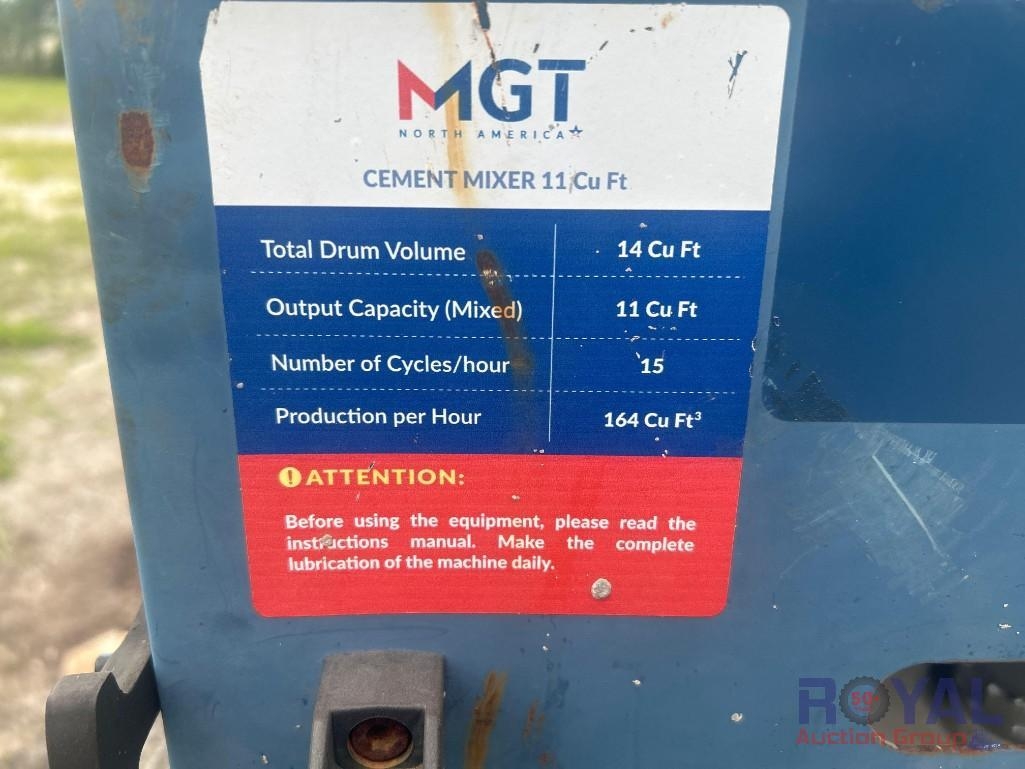 MGT
NORTH AMERICA
CEMENT MIXER 11 Cu Ft
Total Drum Volume 14 Cu Ft
Output Capacity (Mixed) 11 Cu Ft
Number of Cycles/hour 15
Production per Hour 164 Cu Ft³
ATTENTION:
Before using the equipment, please read the
instructions manual. Make the complete
lubrication of the machine daily.
ROYAL
Auction Group